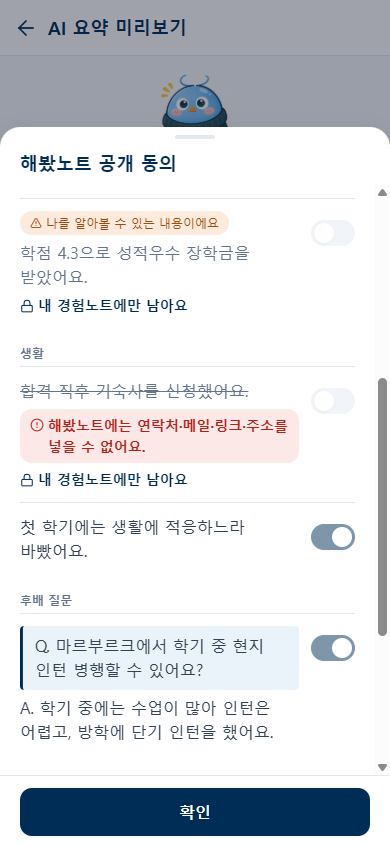 AI 요약 미리보기
해봤노트 공개 동의
나를 알아볼 수 있는 내용이에요
학점 4.3으로 성적우수 장학금을
받았어요.
내 경험노트에만 남아요
생활
합격 직후 기숙사를 신청했어요.
해봤노트에는 연락처·메일·링크·주소를
넣을 수 없어요.
내 경험노트에만 남아요
첫 학기에는 생활에 적응하느라
바빴어요.
후배 질문
Q. 마르부르크에서 학기 중 현지
인턴 병행할 수 있어요?
A. 학기 중에는 수업이 많아 인턴은
어렵고, 방학에 단기 인턴을 했어요.
확인